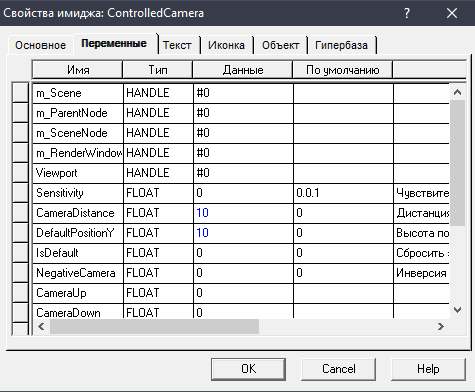 Свойства имиджа: ControlledCamera
Основное Переменные Текст Иконка Объект Гипербаза
Имя Тип Данные По умолчанию
m_Scene HANDLE #0
m_ParentNode HANDLE #0
m_SceneNode HANDLE #0
m_RenderWindow HANDLE #0
Viewport HANDLE #0
Sensitivity FLOAT 0 0.0.1 Чувствите
CameraDistance FLOAT 10 0 Дистанция
DefaultPositionY FLOAT 10 0 Высота по
IsDefault FLOAT 0 0 Сбросить
NegativeCamera FLOAT 0 0 Инверсия
CameraUp FLOAT 0
CameraDown FLOAT 0
OK Cancel Help